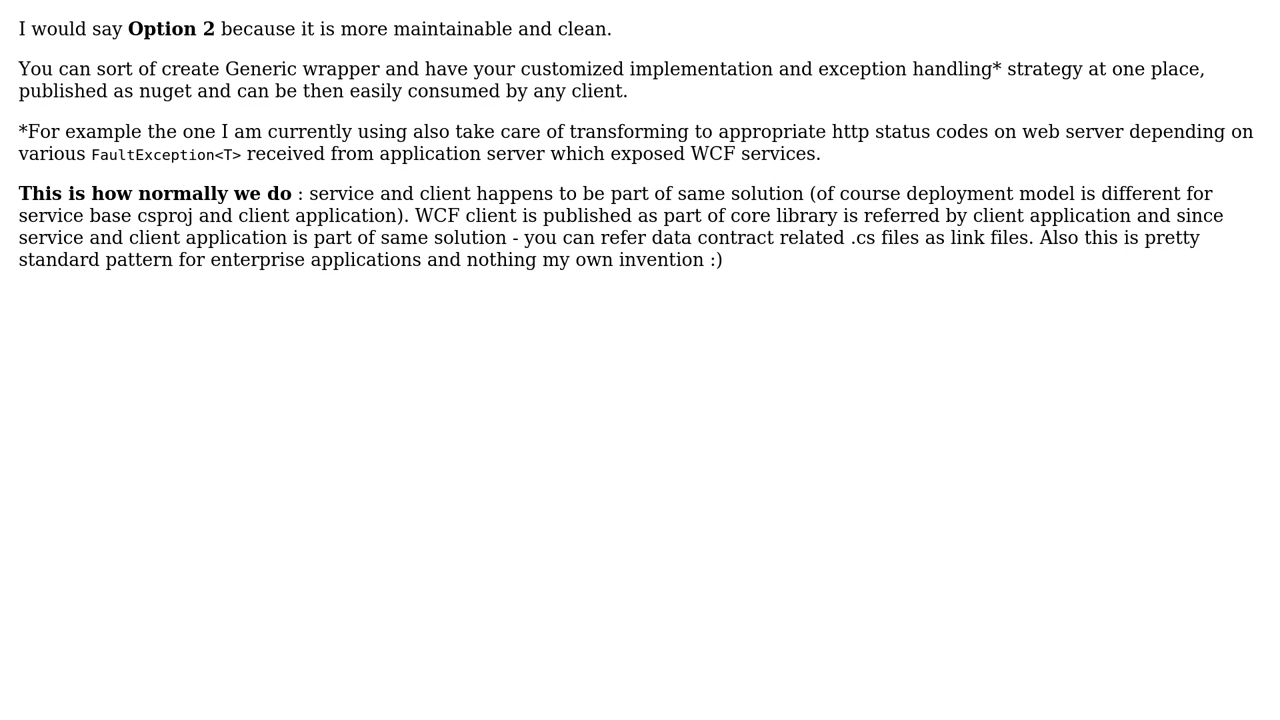 I would say Option 2 because it is more maintainable and clean.
You can sort of create Generic wrapper and have your customized implementation and exception handling* strategy at one place,
published as nuget and can be then easily consumed by any client.
*For example the one I am currently using also take care of transforming to appropriate http status codes on web server depending on
various FaultException<T> received from application server which exposed WCF services.
This is how normally we do : service and client happens to be part of same solution (of course deployment model is different for
service base csproj and client application). WCF client is published as part of core library is referred by client application and since
service and client application is part of same solution - you can refer data contract related .cs files as link files. Also this is pretty
standard pattern for enterprise applications and nothing my own invention :)